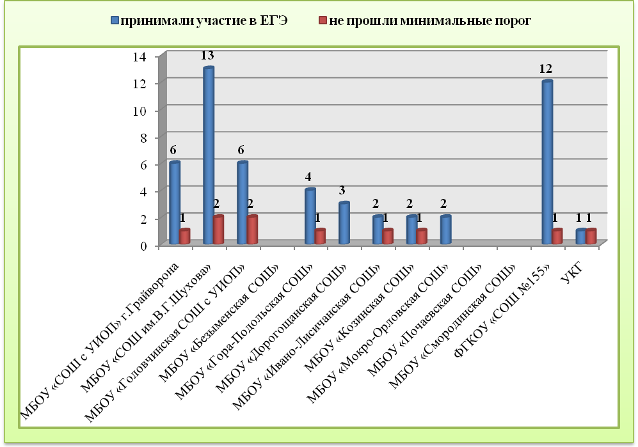 принимали участие в ЕГЭ
не прошли минимальные порог
14
12
10
8
6
4
2
0
6
1
13
2
6
2
4
1
3
2
1
2
1
2
12
1
1
1
МБОУ «СОШ с УИОП» г.Грайворона
МБОУ «СОШ им.В.Г Шухова»
МБОУ «Головчинская СОШ с УИОП»
МБОУ «Безыменская СОШ»
МБОУ «Гора-Подольская СОШ»
МБОУ «Дорогощанская СОШ»
МБОУ «Ивано-Лисичанская СОШ»
МБОУ «Козинская СОШ»
МБОУ «Мокро-Орловская СОШ»
МБОУ «Почаевская СОШ»
МБОУ «Смородинская СОШ»
ФГКОУ «СОШ №155»
УКГ